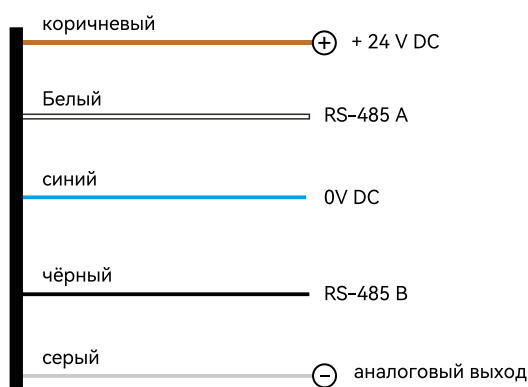 коричневый
+ + 24 V DC
Белый
RS-485 A
синий
0V DC
чёрный
RS-485 B
серый
- аналоговый выход